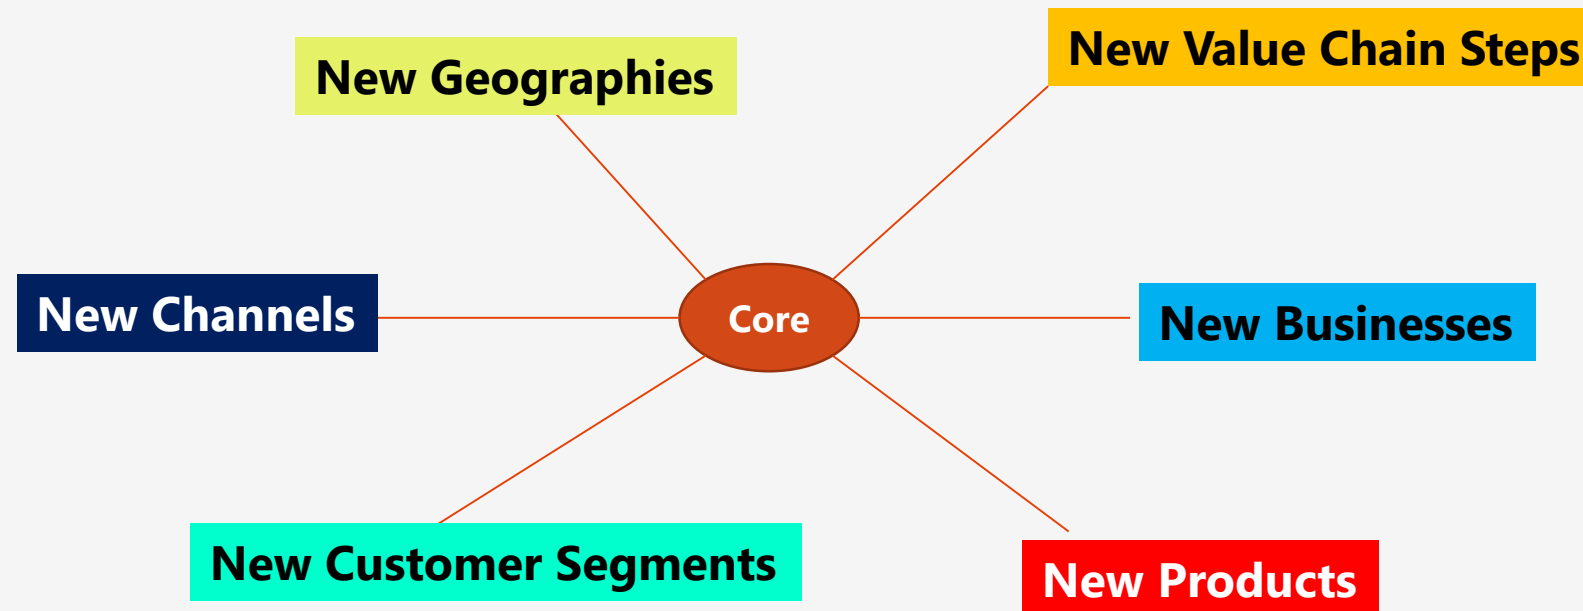 New Geographies
New Value Chain Steps
New Channels
Core
New Businesses
New Customer Segments
New Products